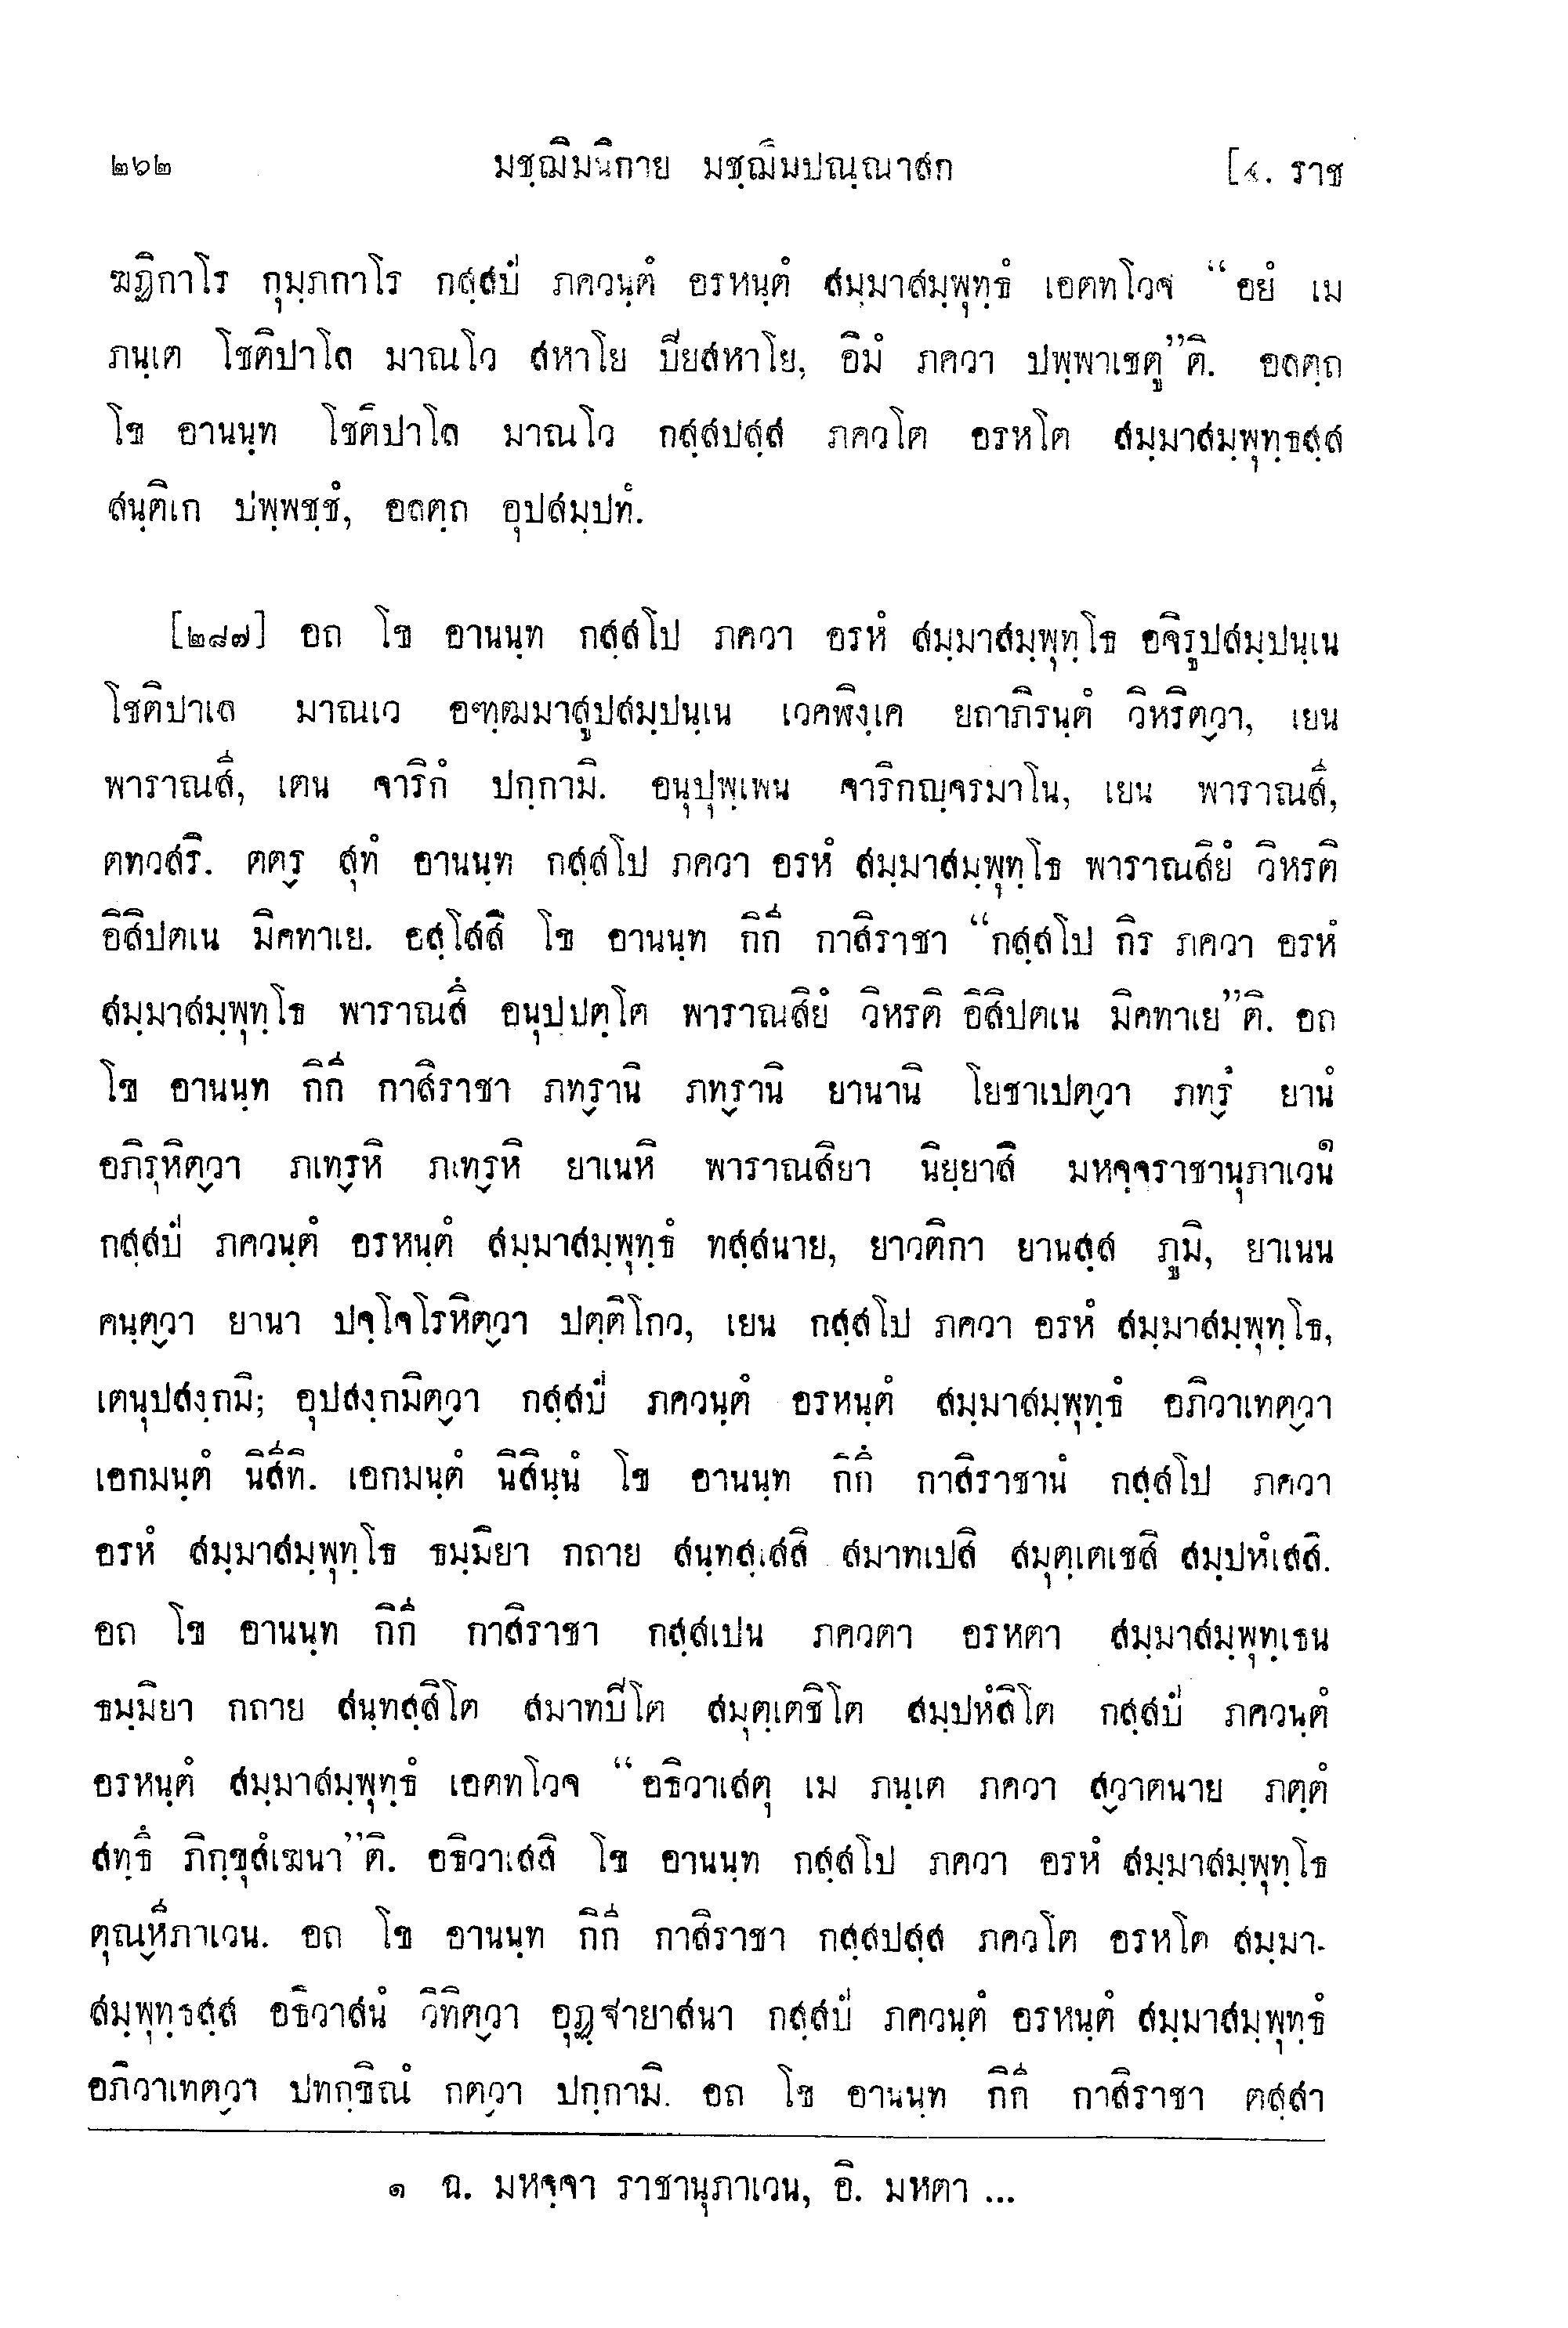 ๒๖๒ มชฺฌิมนิกาย มชฺฌิมปณฺณาสก [๔. ราช
ฆฏิกาโร กุมฺภกาโร กสฺสปํ ภควนฺตํ อรหนฺตํ สมฺมาสมฺพุทฺธํ เอตทโวจ “อยํ เม
ภนฺเต โชติปาโล มาณโว สหาโย ปิยสหาโย, อิมํ ภควา ปพฺพาเชตู”ติ. อลตฺถ
โข อานนฺท โชติปาโล มาณโว กสฺสปสฺส ภควโต อรหโต สมฺมาสมฺพุทฺธสฺส
สนฺติเก ปพฺพชฺชํ, อลตฺถ อุปสมฺปทํ.
[๒๘๗] อถ โข อานนฺท กสฺสโป ภควา อรหํ สมฺมาสมฺพุทฺโธ อจิรูปสมฺปนฺเน
โชติปาเล มาณเว อฑฺฒมาสูปสมฺปนฺเน เวคพิงฺเค ยถาภิรนฺตํ วิหริตฺวา, เยน
พาราณสึ, เตน จาริกํ ปกฺกามิ. อนุปุพฺเพน จาริกญฺจรมาโน, เยน พาราณสึ,
ตทวสริ. ตตฺร สุทํ อานนฺท กสฺสโป ภควา อรหํ สมฺมาสมฺพุทฺโธ พาราณสิยํ วิหรติ
อิสิปตเน มิคทาเย. อสฺโสสิ โข อานนฺท กิกี กาสิราชา “กสฺสโป กิร ภควา อรหํ
สมฺมาสมฺพุทฺโธ พาราณสึ อนุปฺปตฺโต พาราณสิยํ วิหรติ อิสิปตเน มิคทาเย”ติ. อถ
โข อานนฺท กิกี กาสิราชา ภทฺรานิ ภทฺรานิ ยานานิ โยชาเปตฺวา ภทฺรํ ยานํ
อภิรุหิตฺวา ภเทฺรหิ ภเทฺรหิ ยาเนหิ พาราณสิยา นิยฺยาสิ มหจฺจราชานุภาเวน๑
กสฺสปํ ภควนฺตํ อรหนฺตํ สมฺมาสมฺพุทฺธํ ทสฺสนาย, ยาวติกา ยานสฺส ภูมิ, ยาเนน
คนฺตฺวา ยานา ปจฺโจโรหิตฺวา ปตฺติโกว, เยน กสฺสโป ภควา อรหํ สมฺมาสมฺพุทฺโธ,
เตนุปสงฺกมิ; อุปสงฺกมิตฺวา กสฺสปํ ภควนฺตํ อรหนฺตํ สมฺมาสมฺพุทฺธํ อภิวาเทตฺวา
เอกมนฺตํ นิสีทิ. เอกมนฺตํ นิสินฺนํ โข อานนฺท กิกึ กาสิราชานํ กสฺสโป ภควา
อรหํ สมฺมาสมฺพุทฺโธ ธมฺมิยา กถาย สนฺทสฺเสสิ สมาทเปสิ สมุตฺเตเชสิ สมฺปหํเสสิ.
อถ โข อานนฺท กิกี กาสิราชา กสฺสเปน ภควตา อรหตา สมฺมาสมฺพุทฺเธน
ธมฺมิยา กถาย สนฺทสฺสิโต สมาทปิโต สมุตฺเตชิโต สมฺปหํสิโต กสฺสปํ ภควนฺตํ
อรหนฺตํ สมฺมาสมฺพุทฺธํ เอตทโวจ “อธิวาเสตุ เม ภนฺเต ภควา สฺวาตนาย ภตฺตํ
สทฺธึ ภิกฺขุสํเฆนา”ติ. อธิวาเสสิ โข อานนฺท กสฺสโป ภควา อรหํ สมฺมาสมฺพุทฺโธ
ตุณฺหีภาเวน. อถ โข อานนฺท กิกี กาสิราชา กสฺสปสฺส ภควโต อรหโต สมฺมา-
สมฺพุทฺธสฺส อธิวาสนํ วิทิตฺวา อุฏฺฐายาสนา กสฺสปํ ภควนฺตํ อรหนฺตํ สมฺมาสมฺพุทฺธํ
อภิวาเทตฺวา ปทกฺขิณํ กตฺวา ปกฺกามิ. อถ โข อานนฺท กิกี กาสิราชา ตสฺสา
๑ ฉ. มหจฺจา ราชานุภาเวน, อิ. มหตา ...